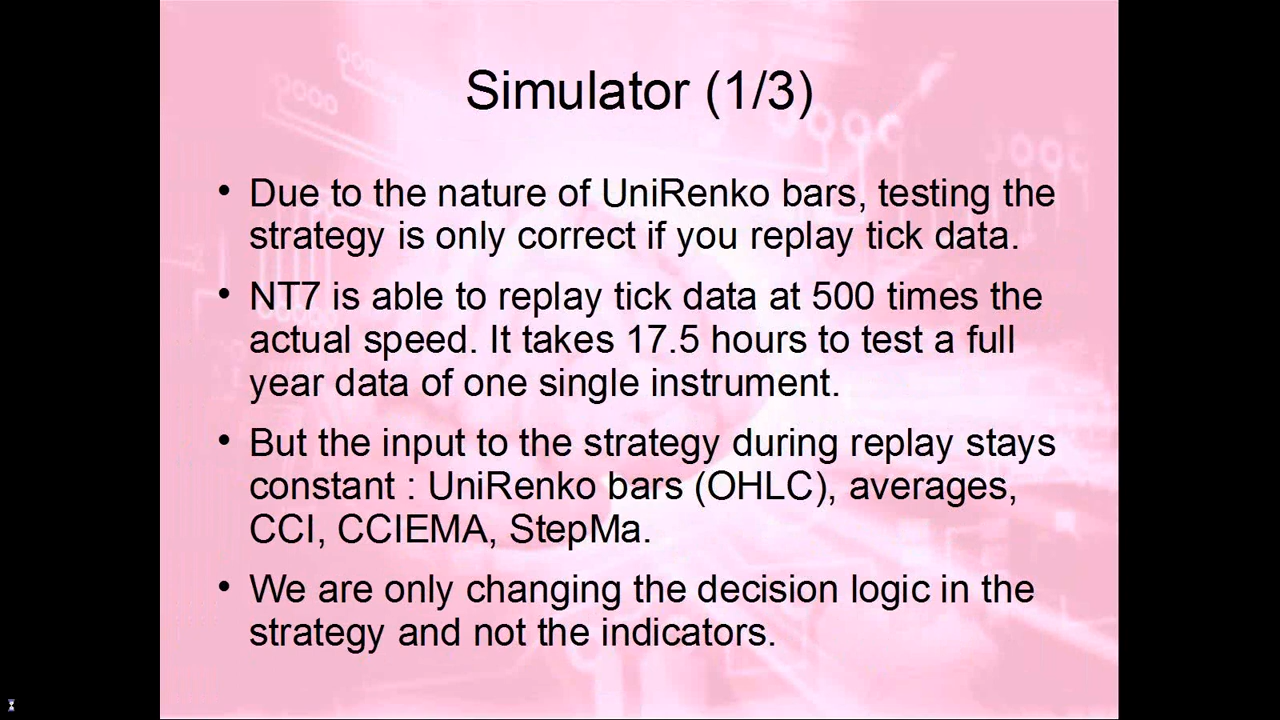 Simulator (1/3)
• Due to the nature of UniRenko bars, testing the
strategy is only correct if you replay tick data.
• NT7 is able to replay tick data at 500 times the
actual speed. It takes 17.5 hours to test a full
year data of one single instrument.
• But the input to the strategy during replay stays
constant : UniRenko bars (OHLC), averages,
CCI, CCIEMA, StepMa.
• We are only changing the decision logic in the
strategy and not the indicators.